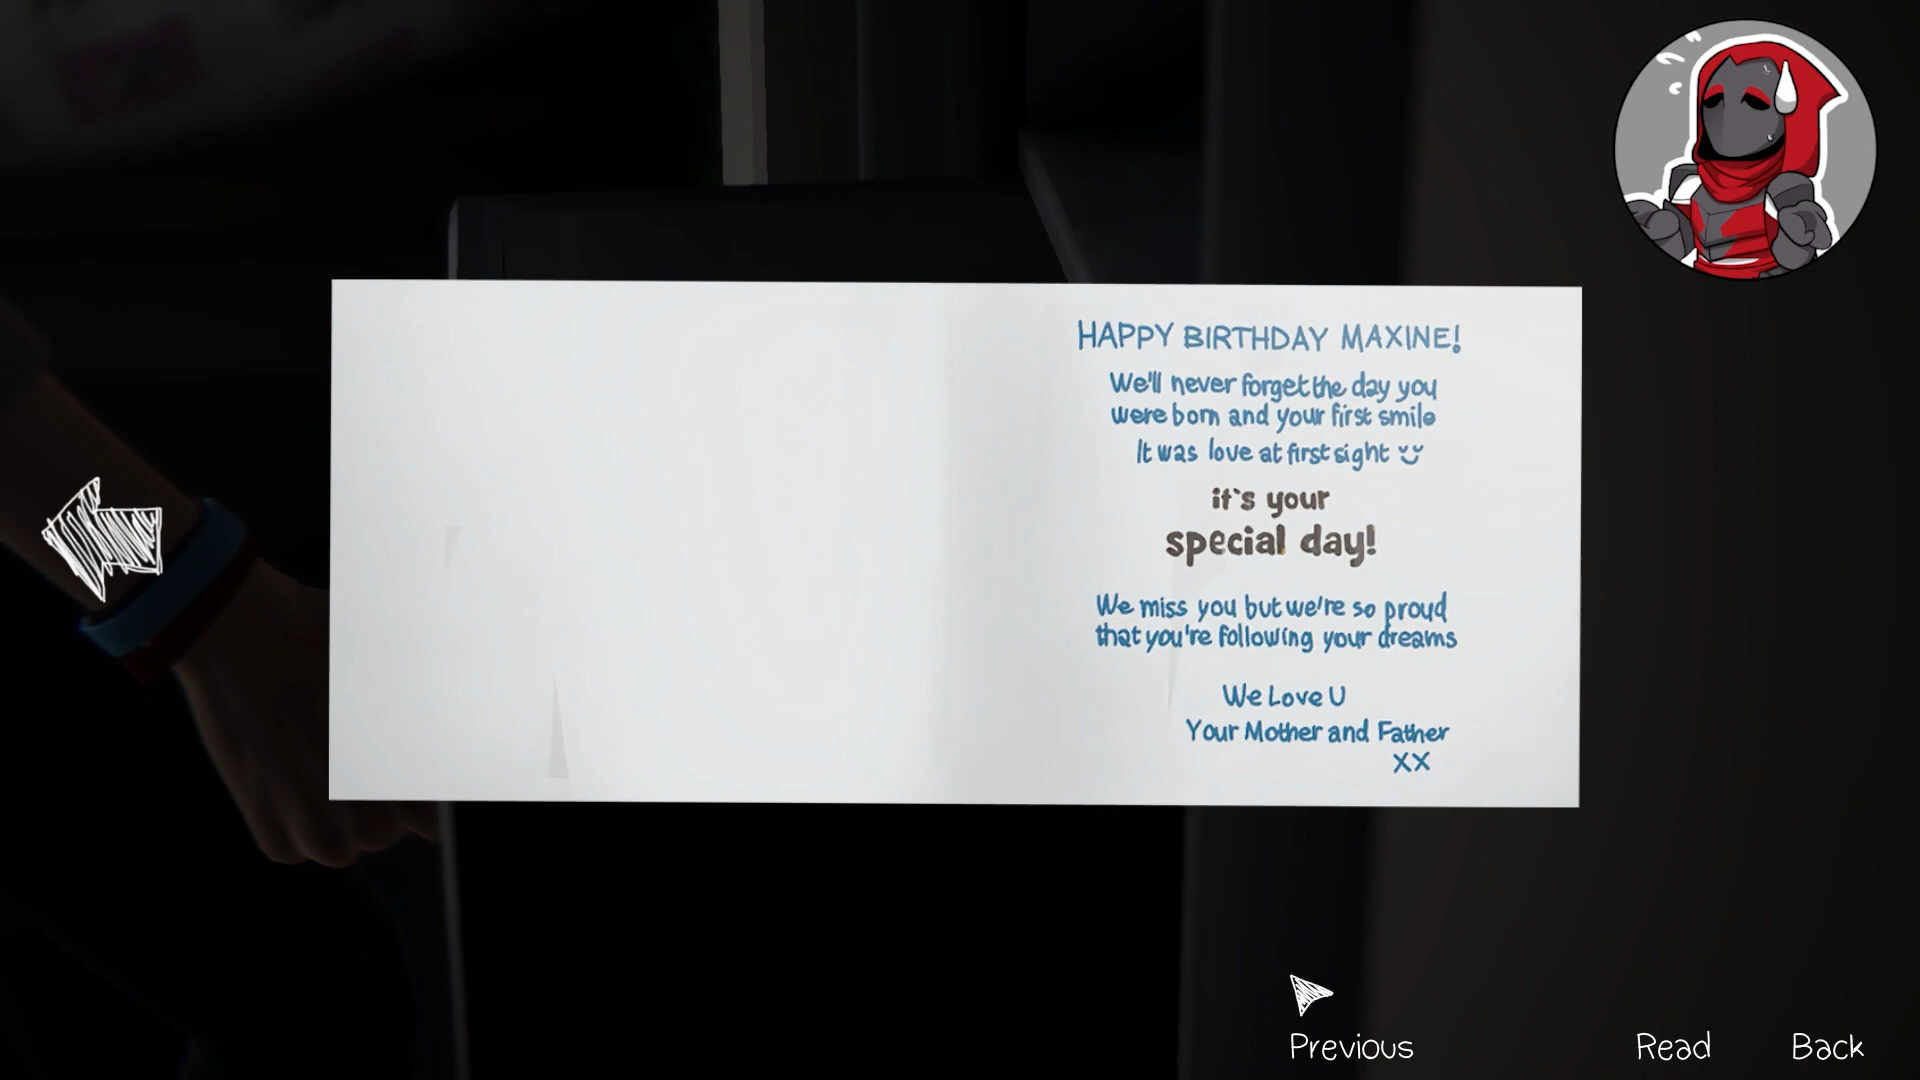 HAPPY BIRTHDAY MAXINE!
We'll never forget the day you
were born and your first smile
It was love at first sight
it's your
special day!
We miss you but we're so proud
that you're following your dreams
We Love U
Your Mother and Father
XX
Previous
Read
Back